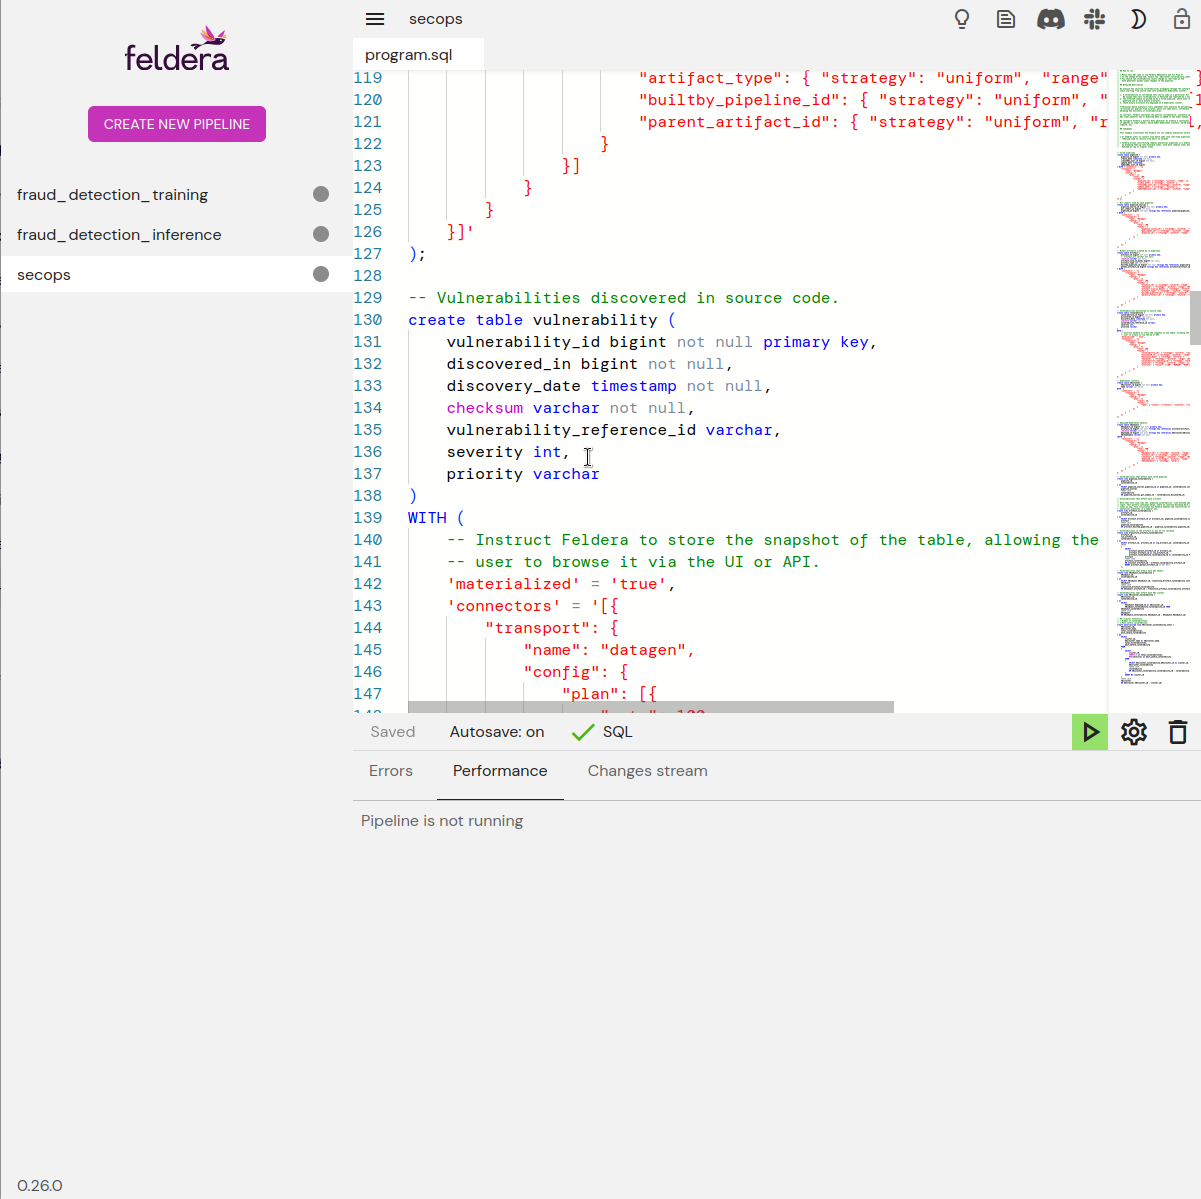 feldera
CREATE NEW PIPELINE
fraud_detection_training
fraud_detection_inference
secops
0.26.0
secops
program.sql
119 "artifact_type": { "strategy": "uniform", "range"
120 "builtby_pipeline_id": { "strategy": "uniform", "
121 "parent_artifact_id": { "strategy": "uniform", "r
122 }
123 }]
124 }
125 }
126 }]'
127 );
128
129 -- Vulnerabilities discovered in source code.
130 create table vulnerability (
131 vulnerability_id bigint not null primary key,
132 discovered_in bigint not null,
133 discovery_date timestamp not null,
134 checksum varchar not null,
135 vulnerability_reference_id varchar,
136 severity int,
137 priority varchar
138 )
139 WITH (
140 -- Instruct Feldera to store the snapshot of the table, allowing the
141 -- user to browse it via the UI or API.
142 'materialized' = 'true',
143 'connectors' = '[{
144 "transport": {
145 "name": "datagen",
146 "config": {
147 "plan": [{
Saved
Autosave: on
SQL
Errors
Performance
Changes stream
Pipeline is not running